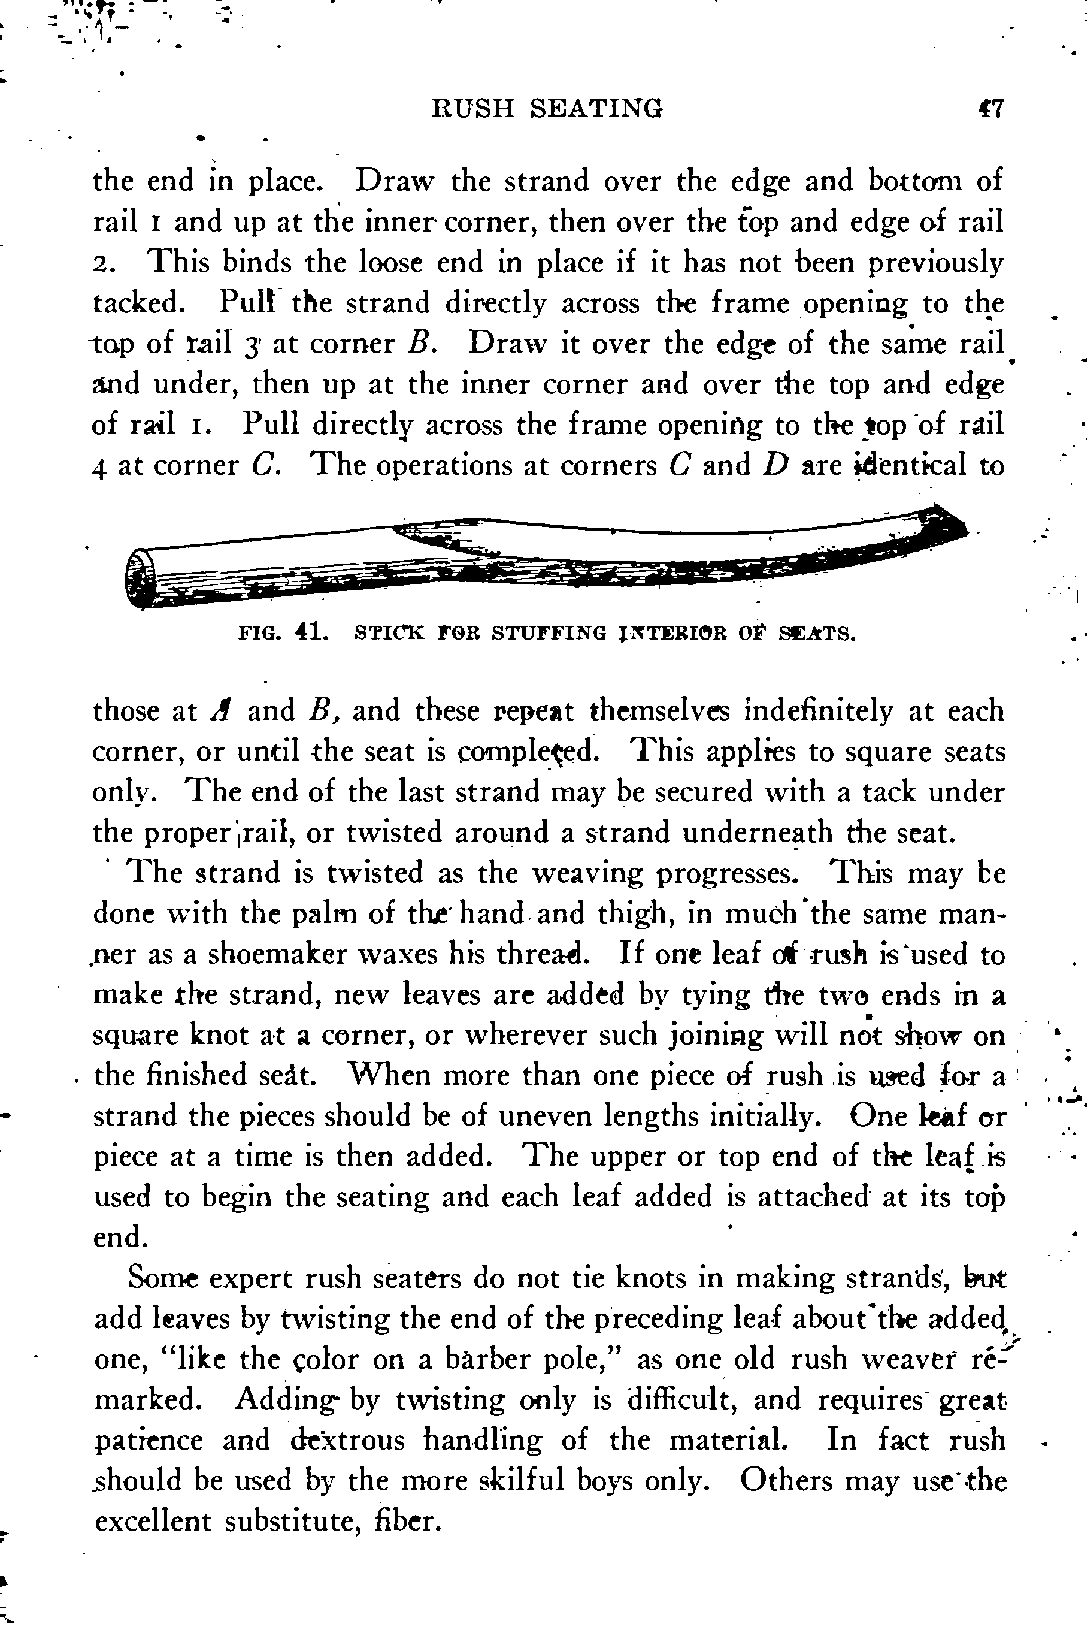 RUSH SEATING 47
the end in place. Draw the strand over the edge and bottom of
rail 1 and up at the inner corner, then over the top and edge of rail
2. This binds the loose end in place if it has not been previously
tacked. Pull the strand directly across the frame opening to the
top of rail 3 at corner B. Draw it over the edge of the same rail
and under, then up at the inner corner and over the top and edge
of rail 1. Pull directly across the frame opening to the top of rail
4 at corner C. The operations at corners C and D are identical to
FIG. 41. STICK FOR STUFFING INTERIOR OF SEATS.
those at A and B, and these repeat themselves indefinitely at each
corner, or until the seat is completed. This applies to square seats
only. The end of the last strand may be secured with a tack under
the proper rail, or twisted around a strand underneath the seat.
The strand is twisted as the weaving progresses. This may be
done with the palm of the hand and thigh, in much the same man-
ner as a shoemaker waxes his thread. If one leaf of rush is used to
make the strand, new leaves are added by tying the two ends in a
square knot at a corner, or wherever such joining will not show on
the finished seat. When more than one piece of rush is used for a
strand the pieces should be of uneven lengths initially. One leaf or
piece at a time is then added. The upper or top end of the leaf is
used to begin the seating and each leaf added is attached at its top
end.
Some expert rush seaters do not tie knots in making strands, but
add leaves by twisting the end of the preceding leaf about the added
one, "like the color on a barber pole," as one old rush weaver re-
marked. Adding by twisting only is difficult, and requires great
patience and dextrous handling of the material. In fact rush
should be used by the more skilful boys only. Others may use the
excellent substitute, fiber.